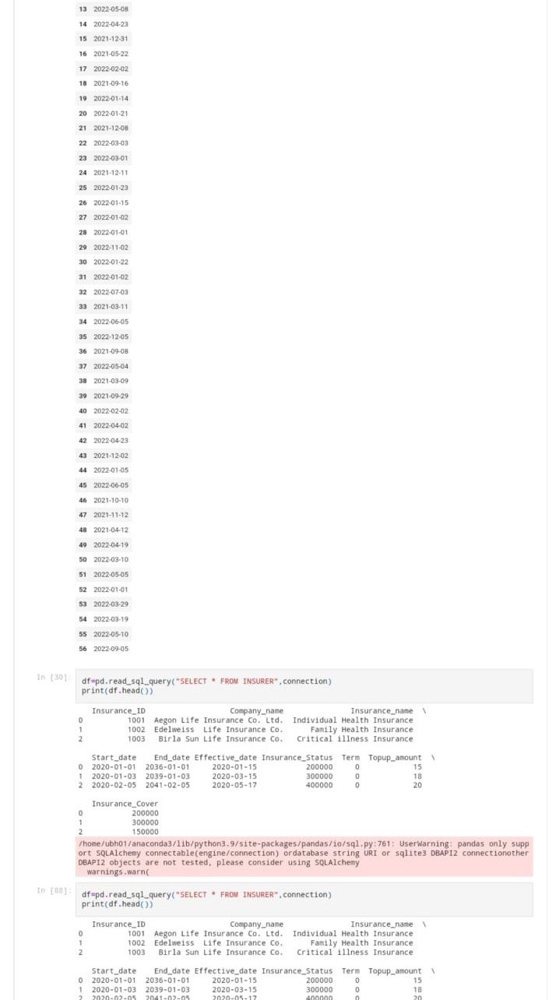 13 2022-05-08
14 2022-04-23
15 2021-12-31
16 2021-05-22
17 2022-02-02
18 2021-09-16
19 2022-01-14
20 2022-01-21
21 2021-12-08
22 2022-03-03
23 2022-03-01
24 2021-12-11
25 2022-01-23
26 2022-01-15
27 2022-01-02
28 2022-01-01
29 2022-11-02
30 2022-01-22
31 2022-01-02
32 2022-07-03
33 2021-03-11
34 2022-06-05
35 2022-12-05
36 2021-09-08
37 2022-05-04
38 2021-03-09
39 2021-09-29
40 2022-02-02
41 2022-04-02
42 2022-04-23
43 2021-12-02
44 2022-01-05
45 2022-06-05
46 2021-10-10
47 2021-11-12
48 2021-04-12
49 2022-04-19
50 2022-03-10
51 2022-05-05
52 2022-01-01
53 2022-03-29
54 2022-03-19
55 2022-05-10
56 2022-09-05
In [30]: df=pd.read_sql_query("SELECT * FROM INSURER",connection)
print(df.head())
Insurance_ID Company_name Insurance_name \
0 1001 Aegon Life Insurance Co. Ltd. Individual Health Insurance
1 1002 Edelweiss Life Insurance Co. Family Health Insurance
2 1003 Birla Sun Life Insurance Co. Critical illness Insurance
Start_date End_date Effective_date Insurance_Status Term Topup_amount \
0 2020-01-01 2036-01-01 2020-01-15 200000 0 15
1 2020-01-03 2039-01-03 2020-03-15 300000 0 18
2 2020-02-05 2041-02-05 2020-05-17 400000 0 20
Insurance_Cover
0 200000
1 300000
2 150000
/home/ubh01/anaconda3/lib/python3.9/site-packages/pandas/io/sql.py:761: UserWarning: pandas only supp
ort SQLAlchemy connectable(engine/connection) ordatabase string URI or sqlite3 DBAPI2 connectionother
DBAPI2 objects are not tested, please consider using SQLAlchemy
warnings.warn(
In [88]: df=pd.read_sql_query("SELECT * FROM INSURER",connection)
print(df.head())
Insurance_ID Company_name Insurance_name \
0 1001 Aegon Life Insurance Co. Ltd. Individual Health Insurance
1 1002 Edelweiss Life Insurance Co. Family Health Insurance
2 1003 Birla Sun Life Insurance Co. Critical illness Insurance
Start_date End_date Effective_date Insurance_Status Term Topup_amount \
0 2020-01-01 2036-01-01 2020-01-15 200000 0 15
1 2020-01-03 2039-01-03 2020-03-15 300000 0 18
2 2020-02-05 2041-02-05 2020-05-17 400000 0 20